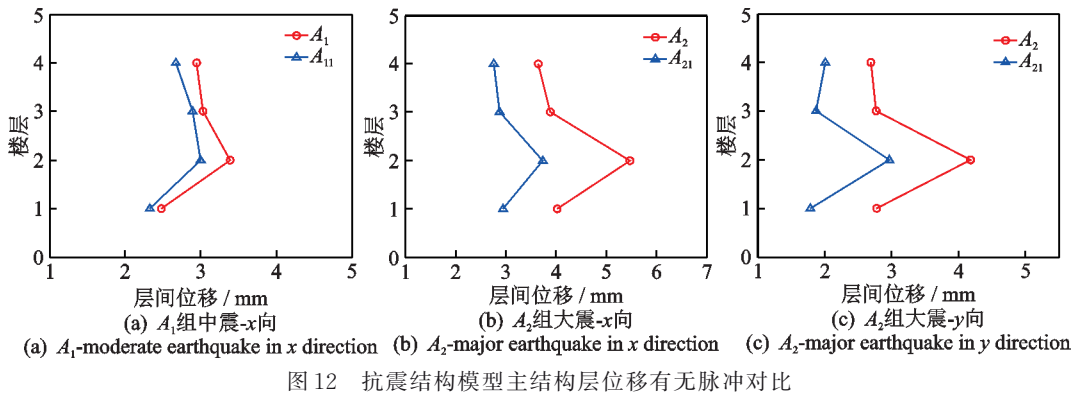 5
4
3
2
1
0
楼层
A₁
A₁₁
1 2 3 4 5
层间位移 / mm
(a) A₁组中震-x向
(a) A₁-moderate earthquake in x direction
5
4
3
2
1
0
楼层
A₂
A₂₁
1 2 3 4 5 6 7
层间位移 / mm
(b) A₂组大震-x向
(b) A₂-major earthquake in x direction
5
4
3
2
1
0
楼层
A₂
A₂₁
1 2 3 4 5
层间位移 / mm
(c) A₂组大震-y向
(c) A₂-major earthquake in y direction
图 12 抗震结构模型主结构层位移有无脉冲对比